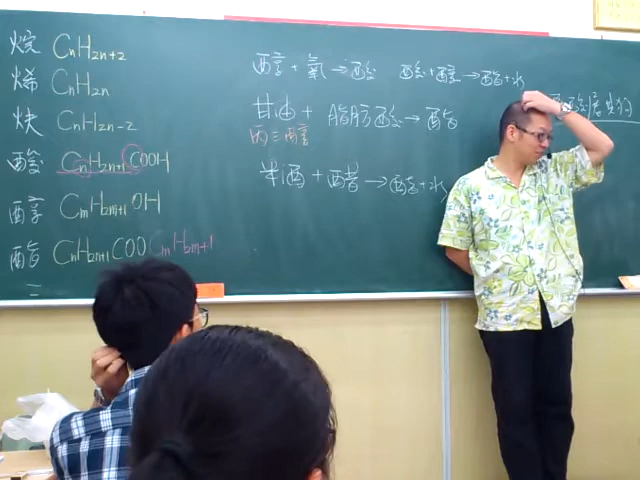 烷 CnH2n+2
烯 CnH2n
炔 CnH2n-2
酸 CnH2n+1COOH
醇 CmH2m+1OH
酯 CnH2n+1COOCmH2m+1
醇+氧→酸 酸+醇→酯+水
甘油+脂肪酸→酯
丙三醇
米酒+醋→酯+水